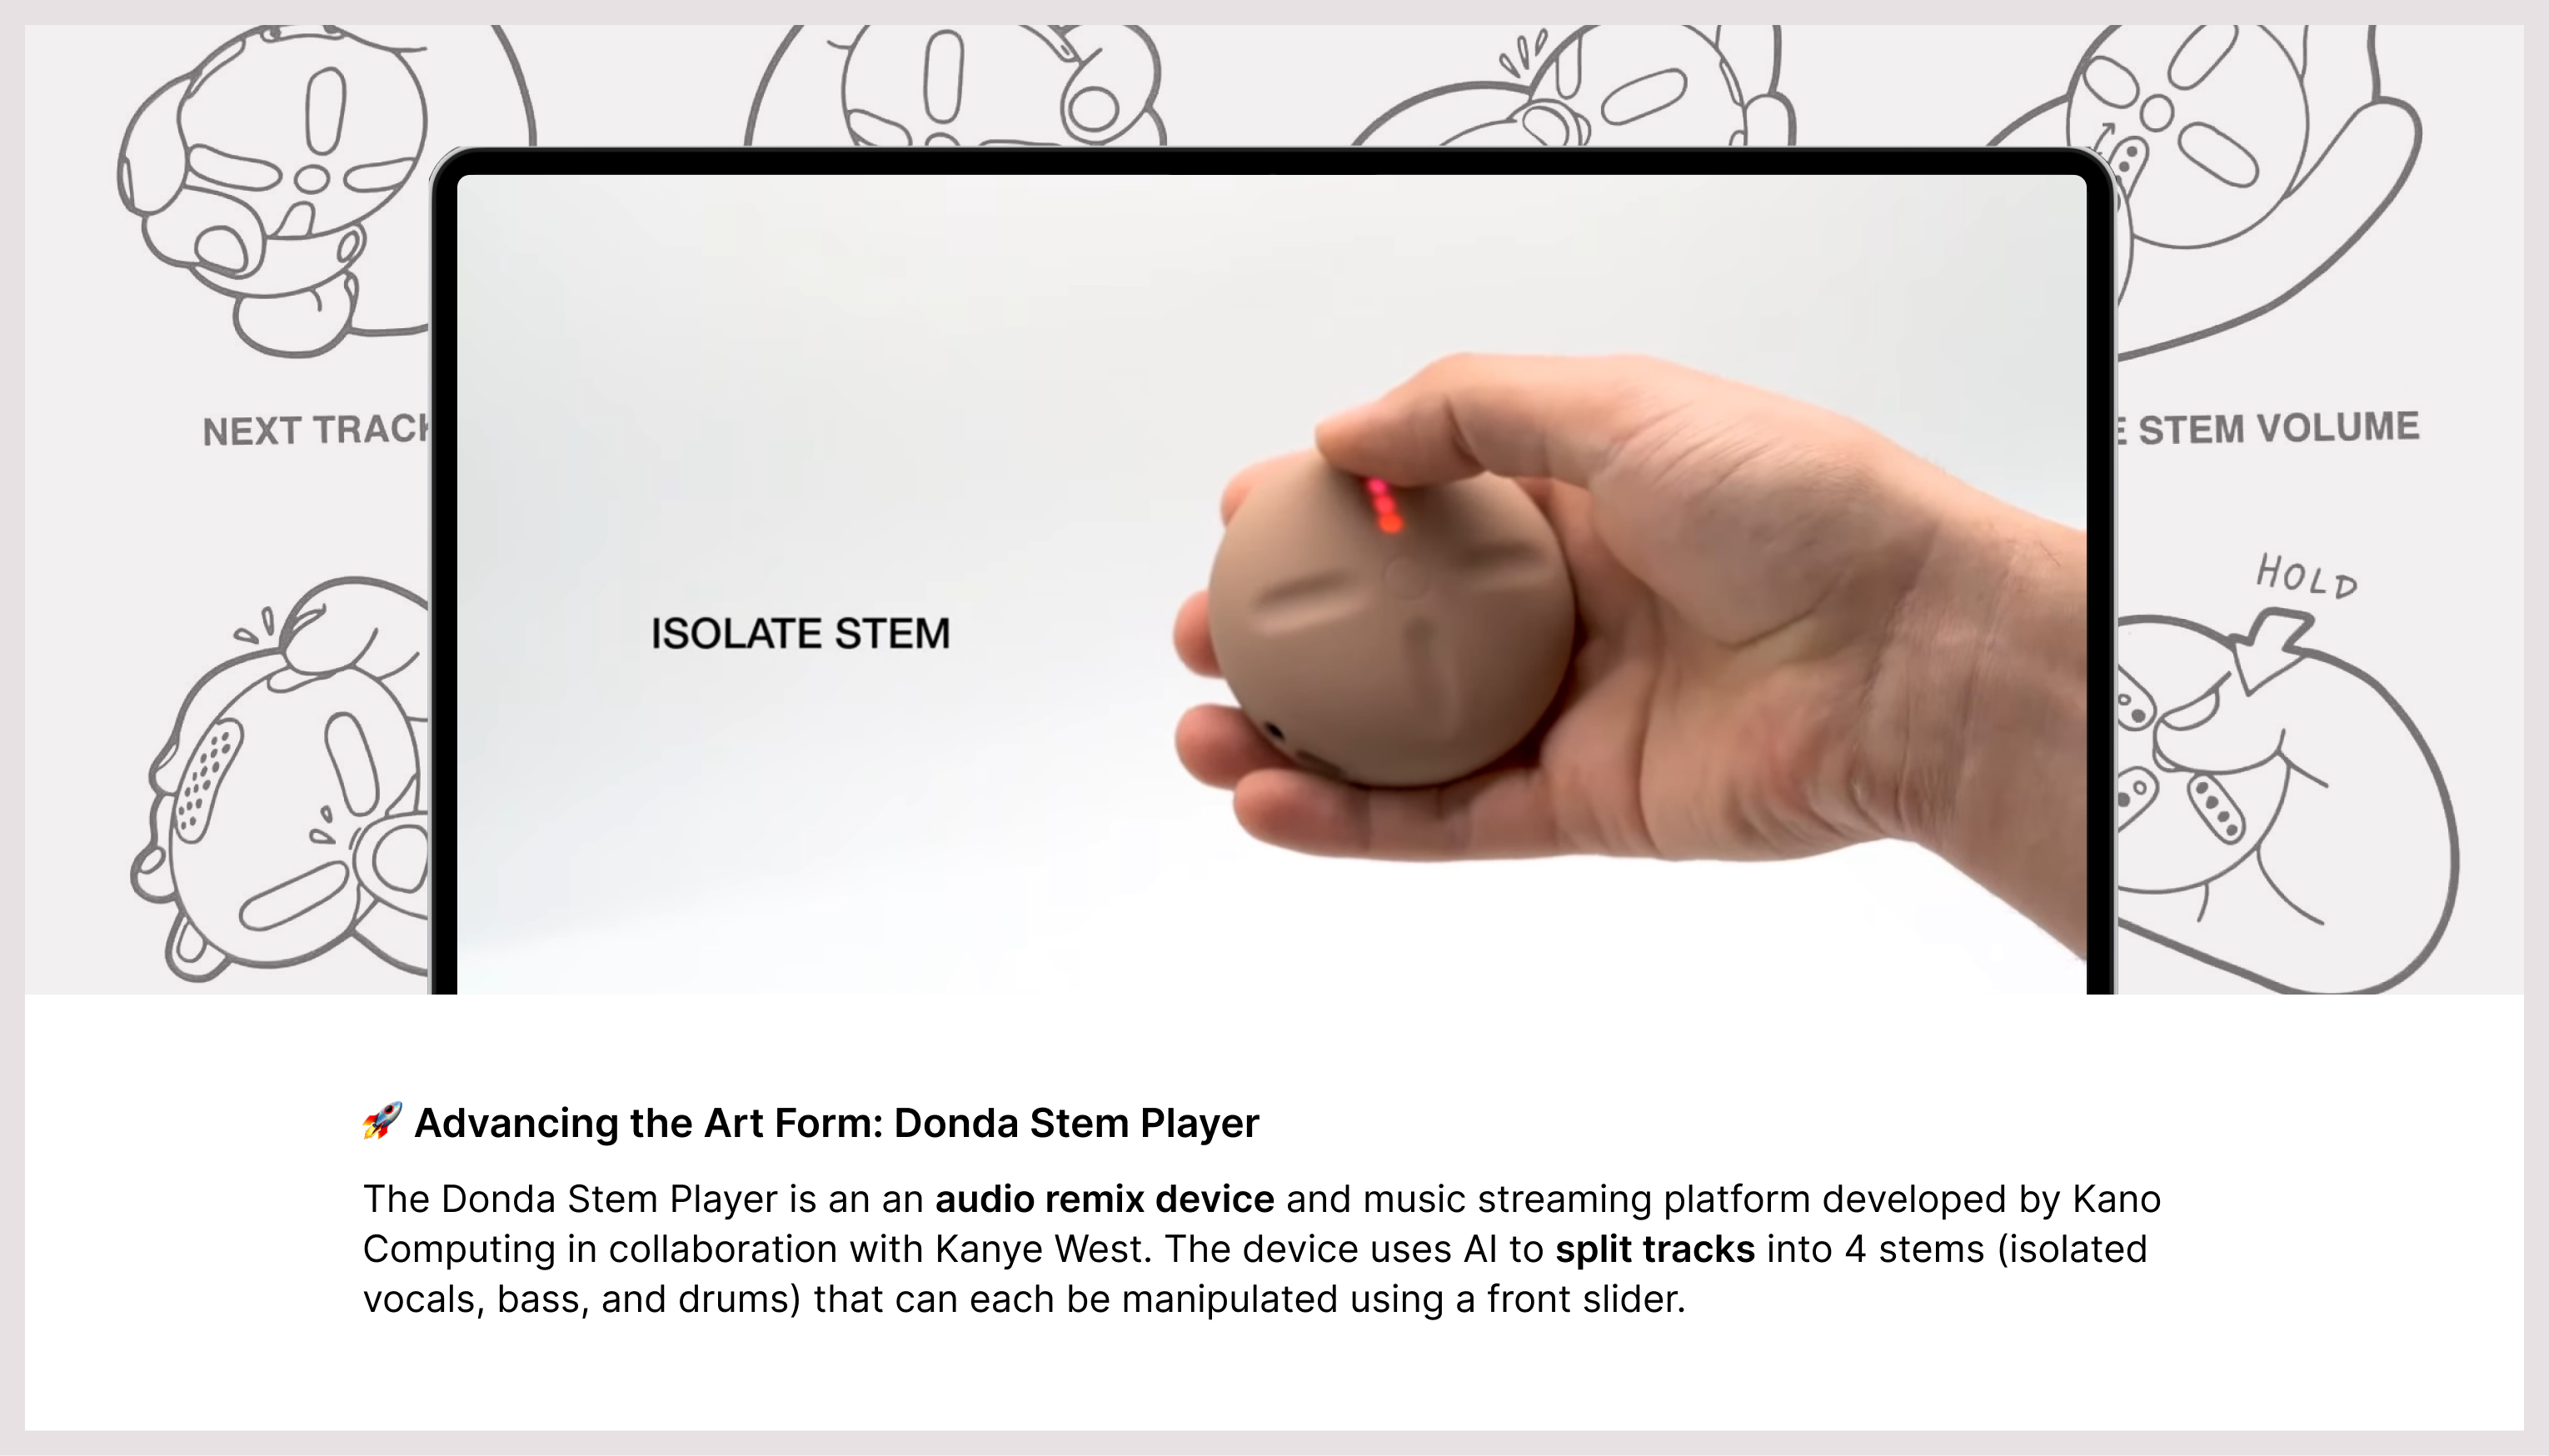 NEXT TRACK
E STEM VOLUME
HOLD
ISOLATE STEM
🚀 Advancing the Art Form: Donda Stem Player
The Donda Stem Player is an an audio remix device and music streaming platform developed by Kano
Computing in collaboration with Kanye West. The device uses AI to split tracks into 4 stems (isolated
vocals, bass, and drums) that can each be manipulated using a front slider.